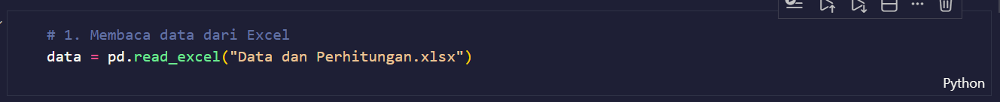 # 1. Membaca data dari Excel
data = pd.read_excel("Data dan Perhitungan.xlsx")
Python